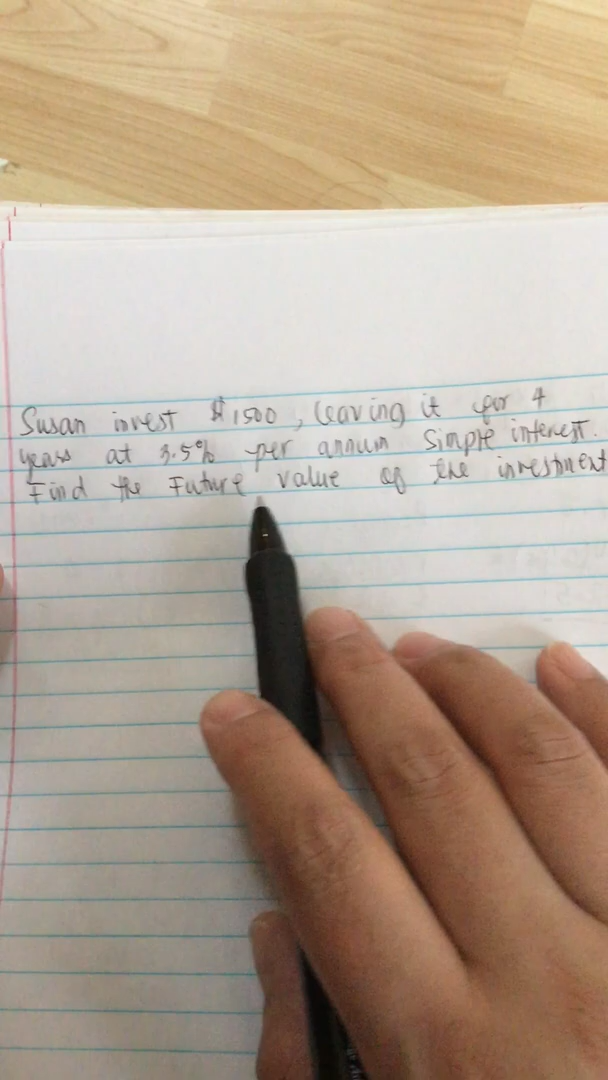 Susan invest $1500, leaving it for 4
years at 3.5% per annum simple interest.
Find the Future value of the investment